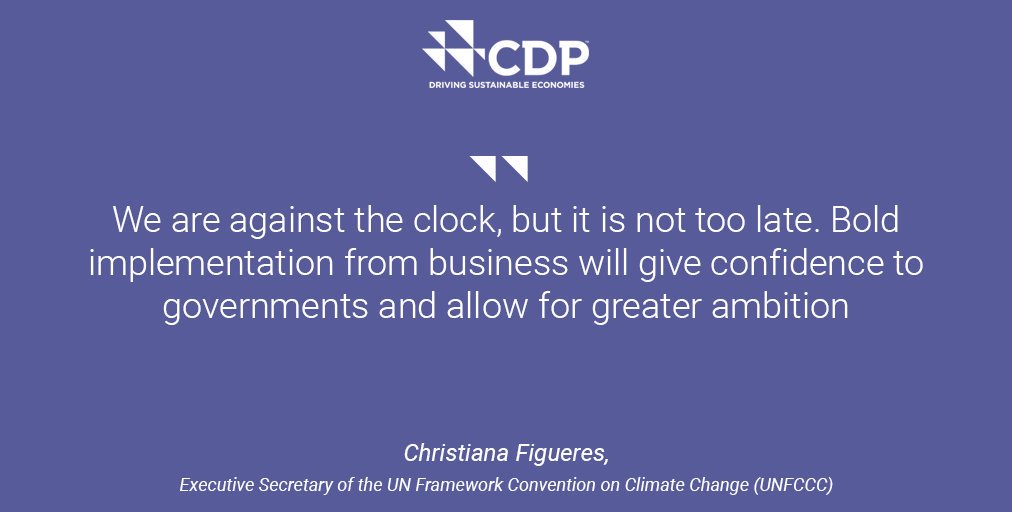 CDP
DRIVING SUSTAINABLE ECONOMIES
We are against the clock, but it is not too late. Bold
implementation from business will give confidence to
governments and allow for greater ambition
Christiana Figueres,
Executive Secretary of the UN Framework Convention on Climate Change (UNFCCC)